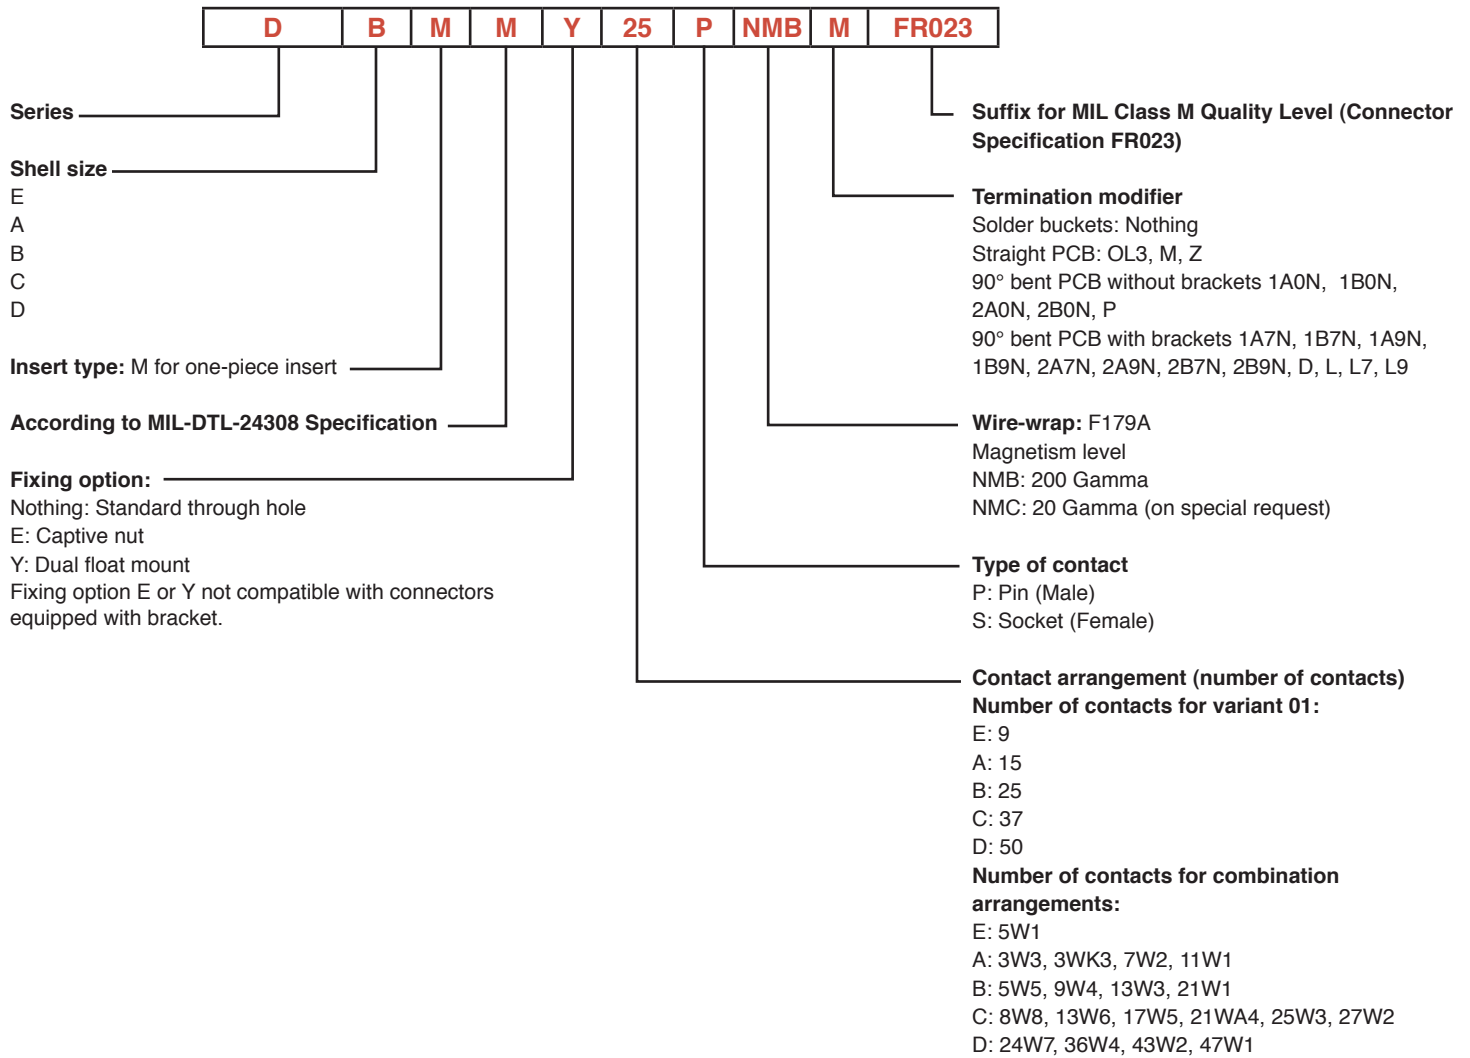 D B M M Y 25 P NMB M FR023
Series
Shell size
E
A
B
C
D
Insert type: M for one-piece insert
According to MIL-DTL-24308 Specification
Fixing option:
Nothing: Standard through hole
E: Captive nut
Y: Dual float mount
Fixing option E or Y not compatible with connectors
equipped with bracket.
Suffix for MIL Class M Quality Level (Connector
Specification FR023)
Termination modifier
Solder buckets: Nothing
Straight PCB: OL3, M, Z
90° bent PCB without brackets 1A0N, 1B0N,
2A0N, 2B0N, P
90° bent PCB with brackets 1A7N, 1B7N, 1A9N,
1B9N, 2A7N, 2A9N, 2B7N, 2B9N, D, L, L7, L9
Wire-wrap: F179A
Magnetism level
NMB: 200 Gamma
NMC: 20 Gamma (on special request)
Type of contact
P: Pin (Male)
S: Socket (Female)
Contact arrangement (number of contacts)
Number of contacts for variant 01:
E: 9
A: 15
B: 25
C: 37
D: 50
Number of contacts for combination
arrangements:
E: 5W1
A: 3W3, 3WK3, 7W2, 11W1
B: 5W5, 9W4, 13W3, 21W1
C: 8W8, 13W6, 17W5, 21WA4, 25W3, 27W2
D: 24W7, 36W4, 43W2, 47W1